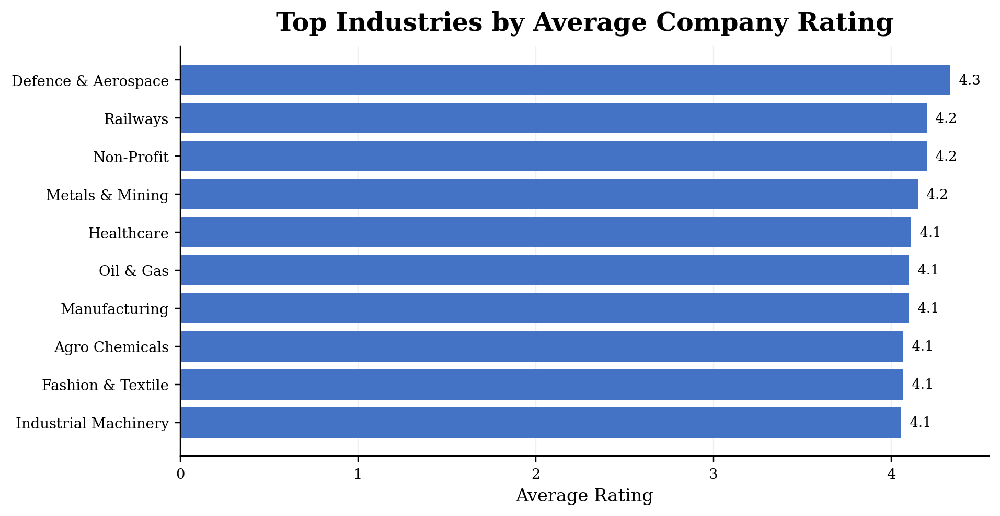 Top Industries by Average Company Rating
Defence & Aerospace 4.3
Railways 4.2
Non-Profit 4.2
Metals & Mining 4.2
Healthcare 4.1
Oil & Gas 4.1
Manufacturing 4.1
Agro Chemicals 4.1
Fashion & Textile 4.1
Industrial Machinery 4.1
0 1 2 3 4
Average Rating